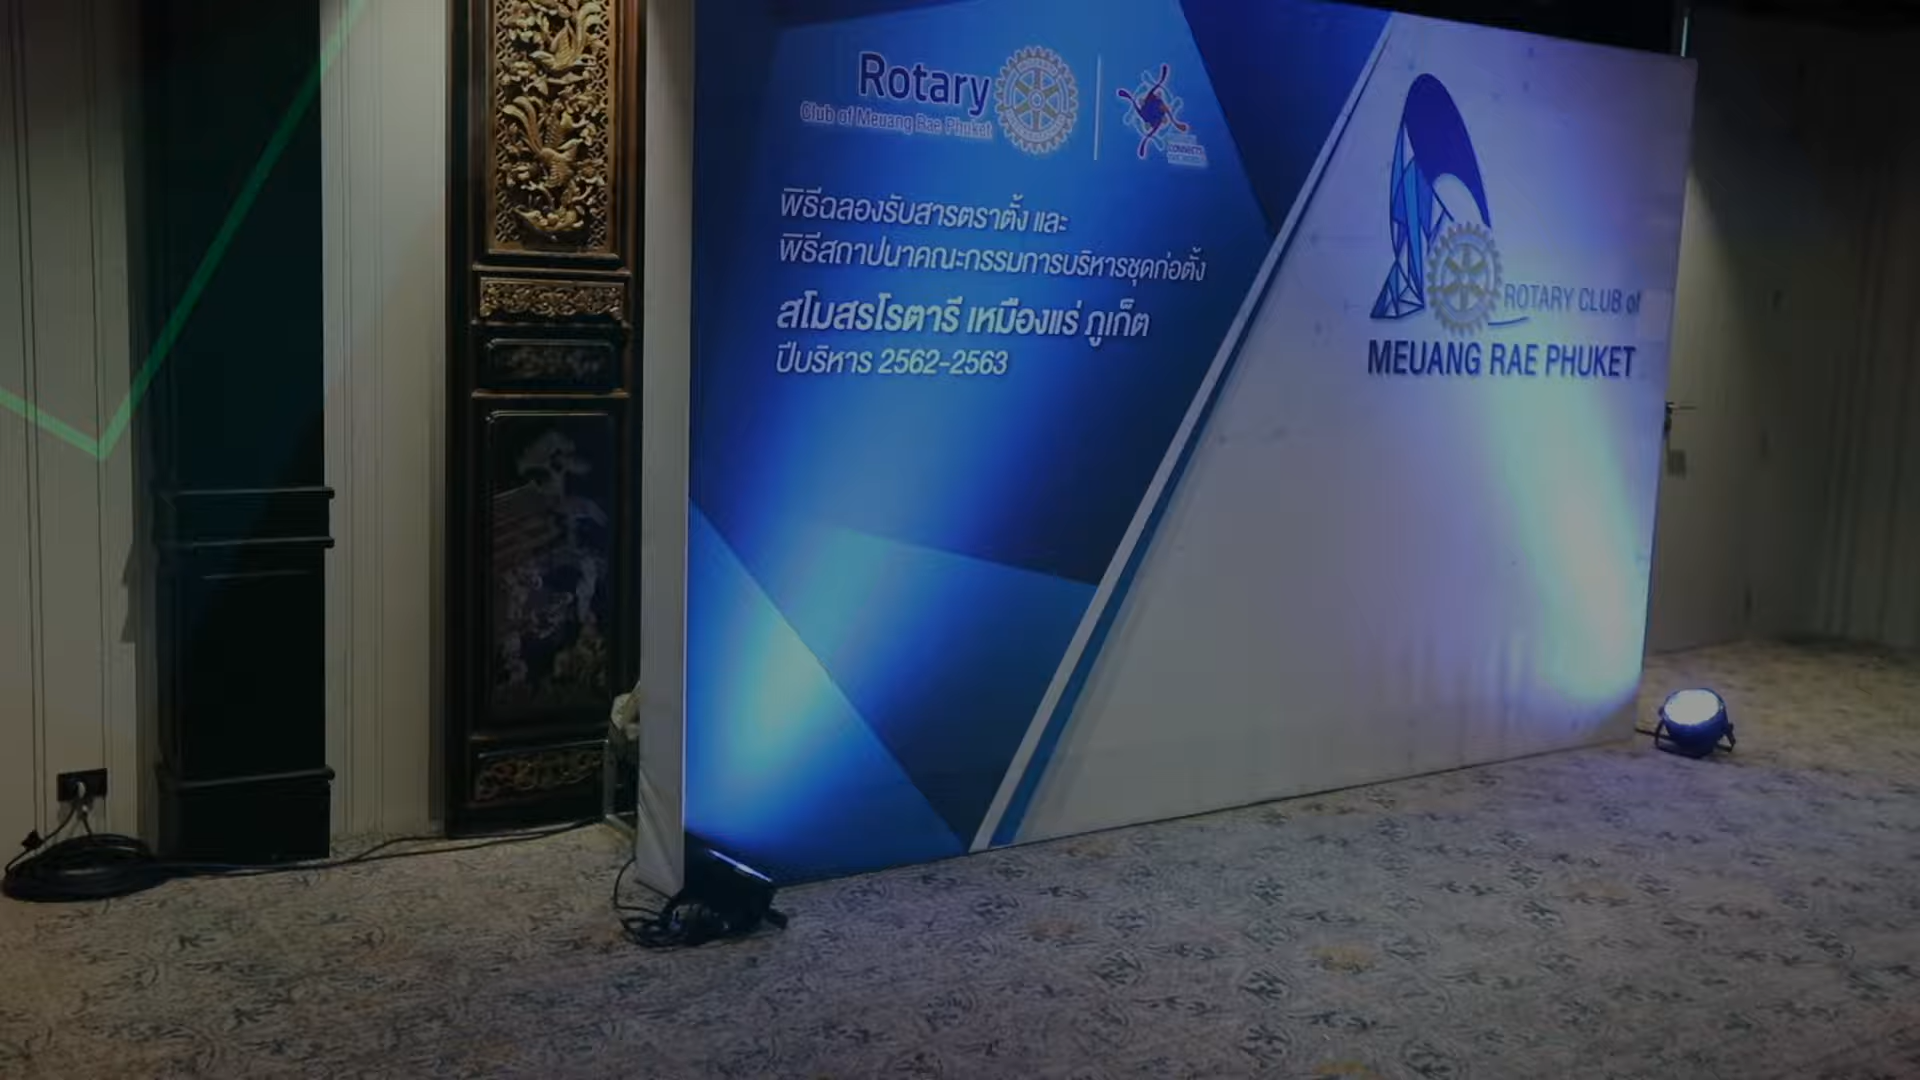 Rotary
Club of Meuang Rae Phuket
CONNECTS
พิธีฉลองรับสารตราตั้ง และ
พิธีสถาปนาคณะกรรมการบริหารชุดก่อตั้ง
สโมสรโรตารี เหมืองแร่ ภูเก็ต
ปีบริหาร 2562-2563
ROTARY CLUB of
MEUANG RAE PHUKET